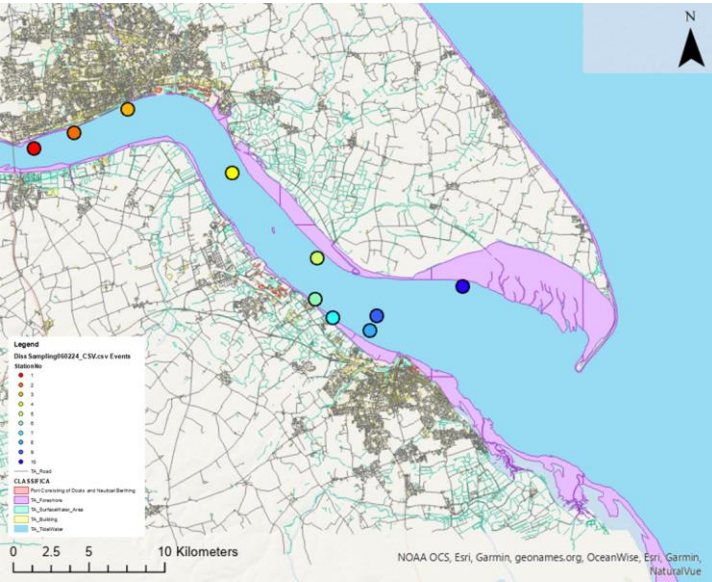 N
Legend
Diss Sampling060224_CSV.csv Events
StationNo
1
2
3
4
5
6
7
8
9
10
TA_Road
CLASSIFICA
Port Consisting of Docks and Nautical Berthing
TA_Foreshore
TA_SurfaceWater_Area
TA_Building
TA_TidalWater
0 2.5 5 10 Kilometers
NOAA OCS, Esri, Garmin, geonames.org, OceanWise, Esri, Garmin,
NaturalVue